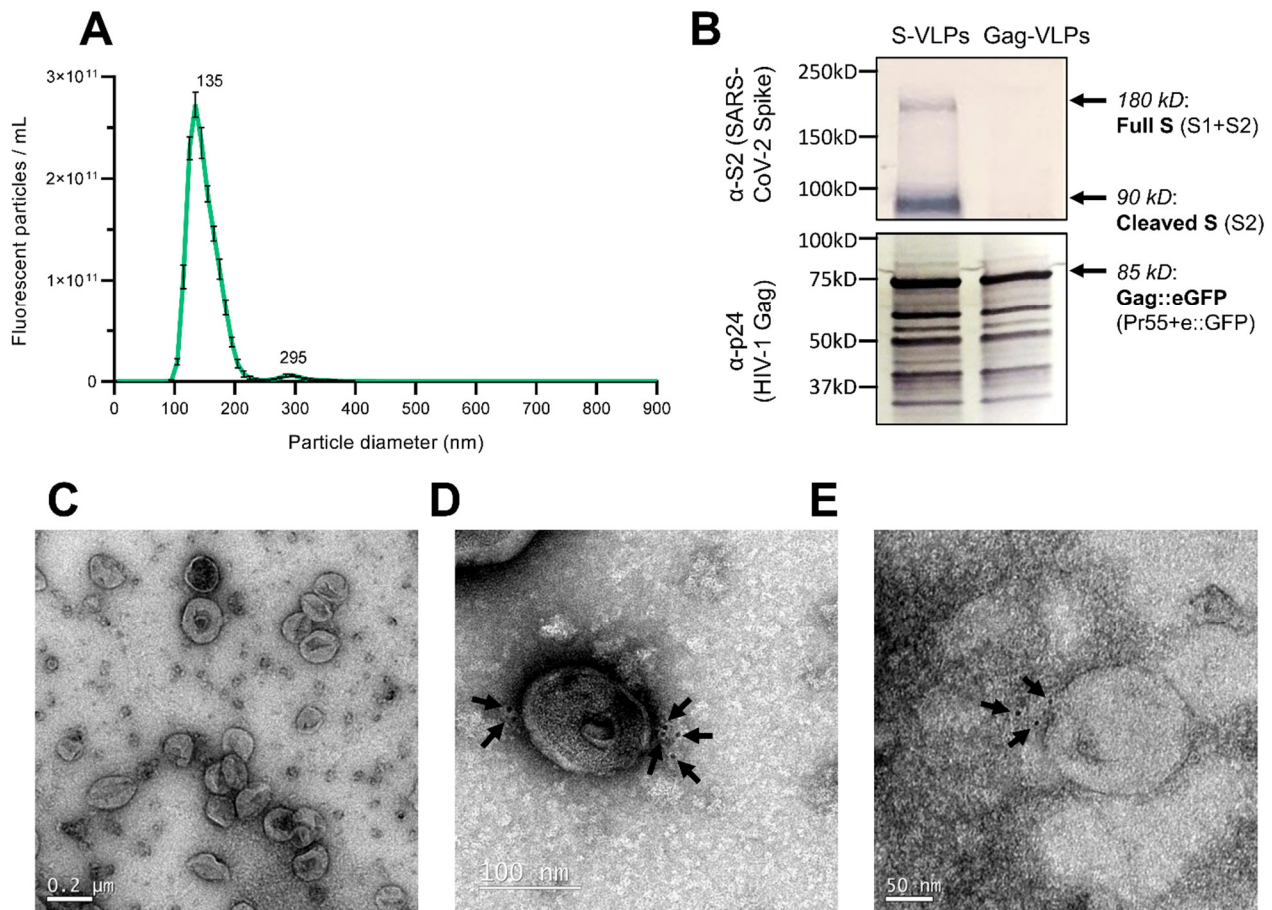 A
3×10¹¹
2×10¹¹
1×10¹¹
0
Fluorescent particles / mL
135
295
0 100 200 300 400 500 600 700 800 900
Particle diameter (nm)
B
S-VLPs Gag-VLPs
α-S2 (SARS-
CoV-2 Spike)
250kD
150kD
100kD
180 kD:
Full S (S1+S2)
90 kD:
Cleaved S (S2)
α-p24
(HIV-1 Gag)
100kD
75kD
50kD
37kD
85 kD:
Gag::eGFP
(Pr55+e::GFP)
C
0.2 µm
D
100 nm
E
50 nm